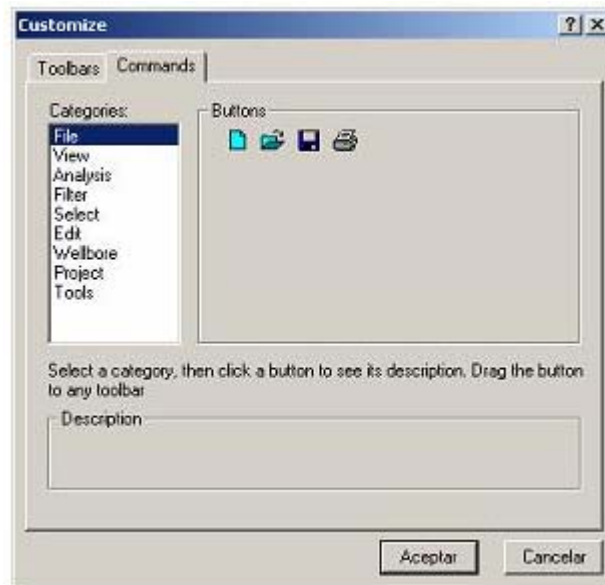 Customize
Toolbars
Commands
Categories:
Buttons
File
View
Analysis
Filter
Select
Edit
Wellbore
Project
Tools
Select a category, then click a button to see its description. Drag the button
to any toolbar
Description
Aceptar
Cancelar